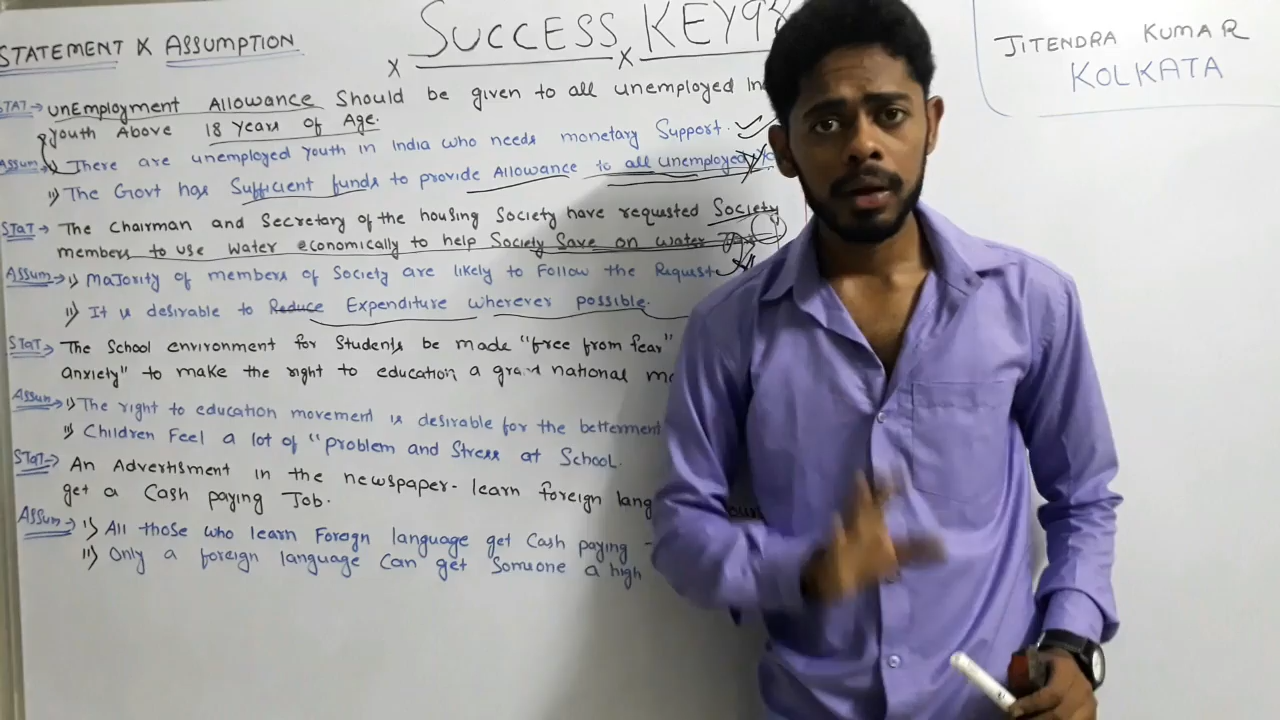 STATEMENT X ASSUMPTION
SUCCESS KEY98
JITENDRA KUMAR
KOLKATA
STAT → UnEmployment Allowance Should be given to all unemployed
youth Above 18 years of Age.
Assum → There are unemployed youth in India who needs monetary Support.
ii) The Govt has Sufficient funds to provide Allowance to all unemployed
STAT → The Chairman and Secretary of the housing Society have requested Society
members to use water economically to help Society Save on water
Assum → i) Majority of members of Society are likely to Follow the Request
ii) It is desirable to Reduce Expenditure wherever possible.
STAT → The School environment for Students be made "free from fear"
anxiety" to make the right to education a grand national
Assum → i) The right to education movement is desirable for the betterment
ii) Children Feel a lot of "problem and Stress at School.
STAT → An Advertisment in the newspaper - learn foreign
get a Cash paying Job.
Assum → i) All those who learn Foreign language get Cash paying
ii) Only a foreign language Can get Somuone a high